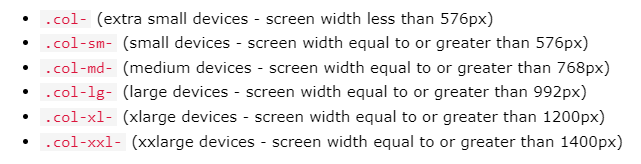 .col- (extra small devices - screen width less than 576px)
.col-sm- (small devices - screen width equal to or greater than 576px)
.col-md- (medium devices - screen width equal to or greater than 768px)
.col-lg- (large devices - screen width equal to or greater than 992px)
.col-xl- (xlarge devices - screen width equal to or greater than 1200px)
.col-xxl- (xxlarge devices - screen width equal to or greater than 1400px)